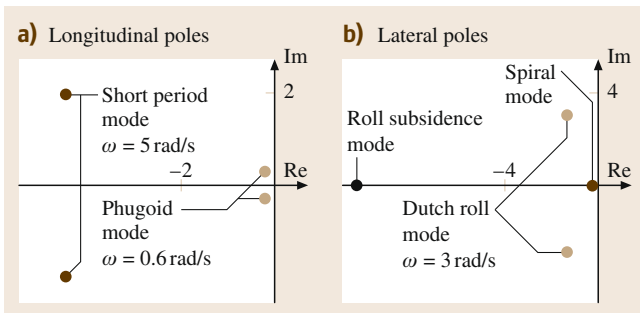 a) Longitudinal poles
Im
2
Short period
mode
ω = 5 rad/s
–2
Re
Phugoid
mode
ω = 0.6 rad/s
b) Lateral poles
Im
Spiral
mode
4
Roll subsidence
mode
–4
Re
Dutch roll
mode
ω = 3 rad/s